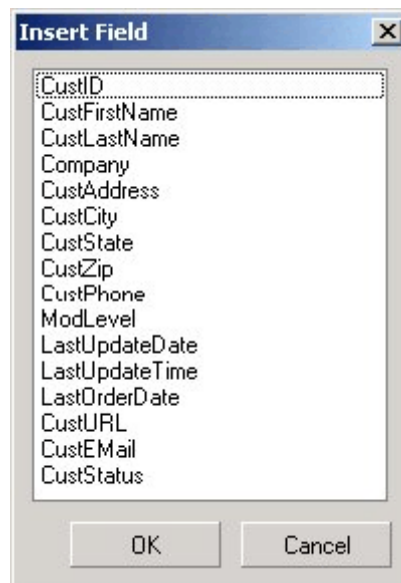 Insert Field
CustID
CustFirstName
CustLastName
Company
CustAddress
CustCity
CustState
CustZip
CustPhone
ModLevel
LastUpdateDate
LastUpdateTime
LastOrderDate
CustURL
CustEMail
CustStatus
OK Cancel